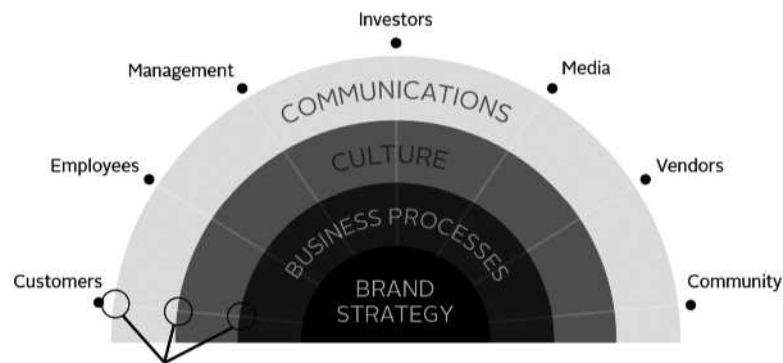 Investors
Management
Media
COMMUNICATIONS
Employees
CULTURE
Vendors
BUSINESS PROCESSES
Customers
BRAND
STRATEGY
Community